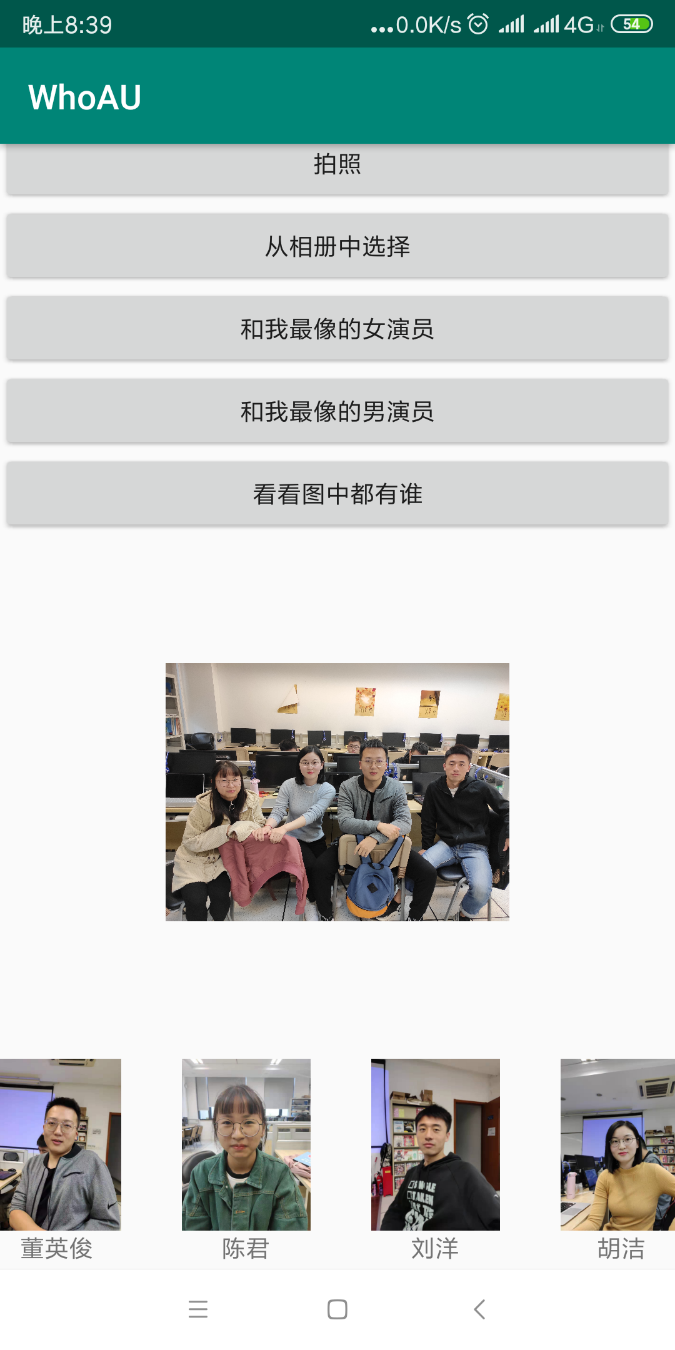 晚上8:39
...0.0K/s 4G 54
WhoAU
拍照
从相册中选择
和我最像的女演员
和我最像的男演员
看看图中都有谁
董英俊 陈君 刘洋 胡洁